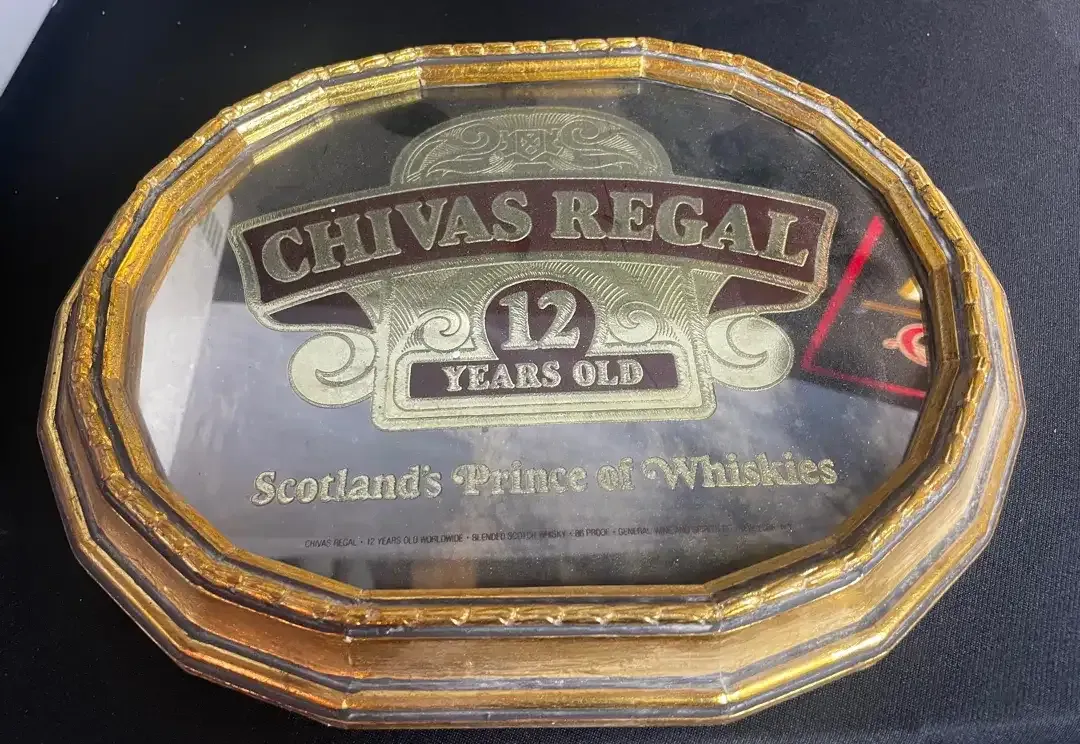 CHIVAS REGAL
12
YEARS OLD
Scotland's Prince of Whiskies
CHIVAS REGAL • 12 YEARS OLD WORLDWIDE • BLENDED SCOTCH WHISKY • 86 PROOF • GENERAL WINE AND SPIRITS